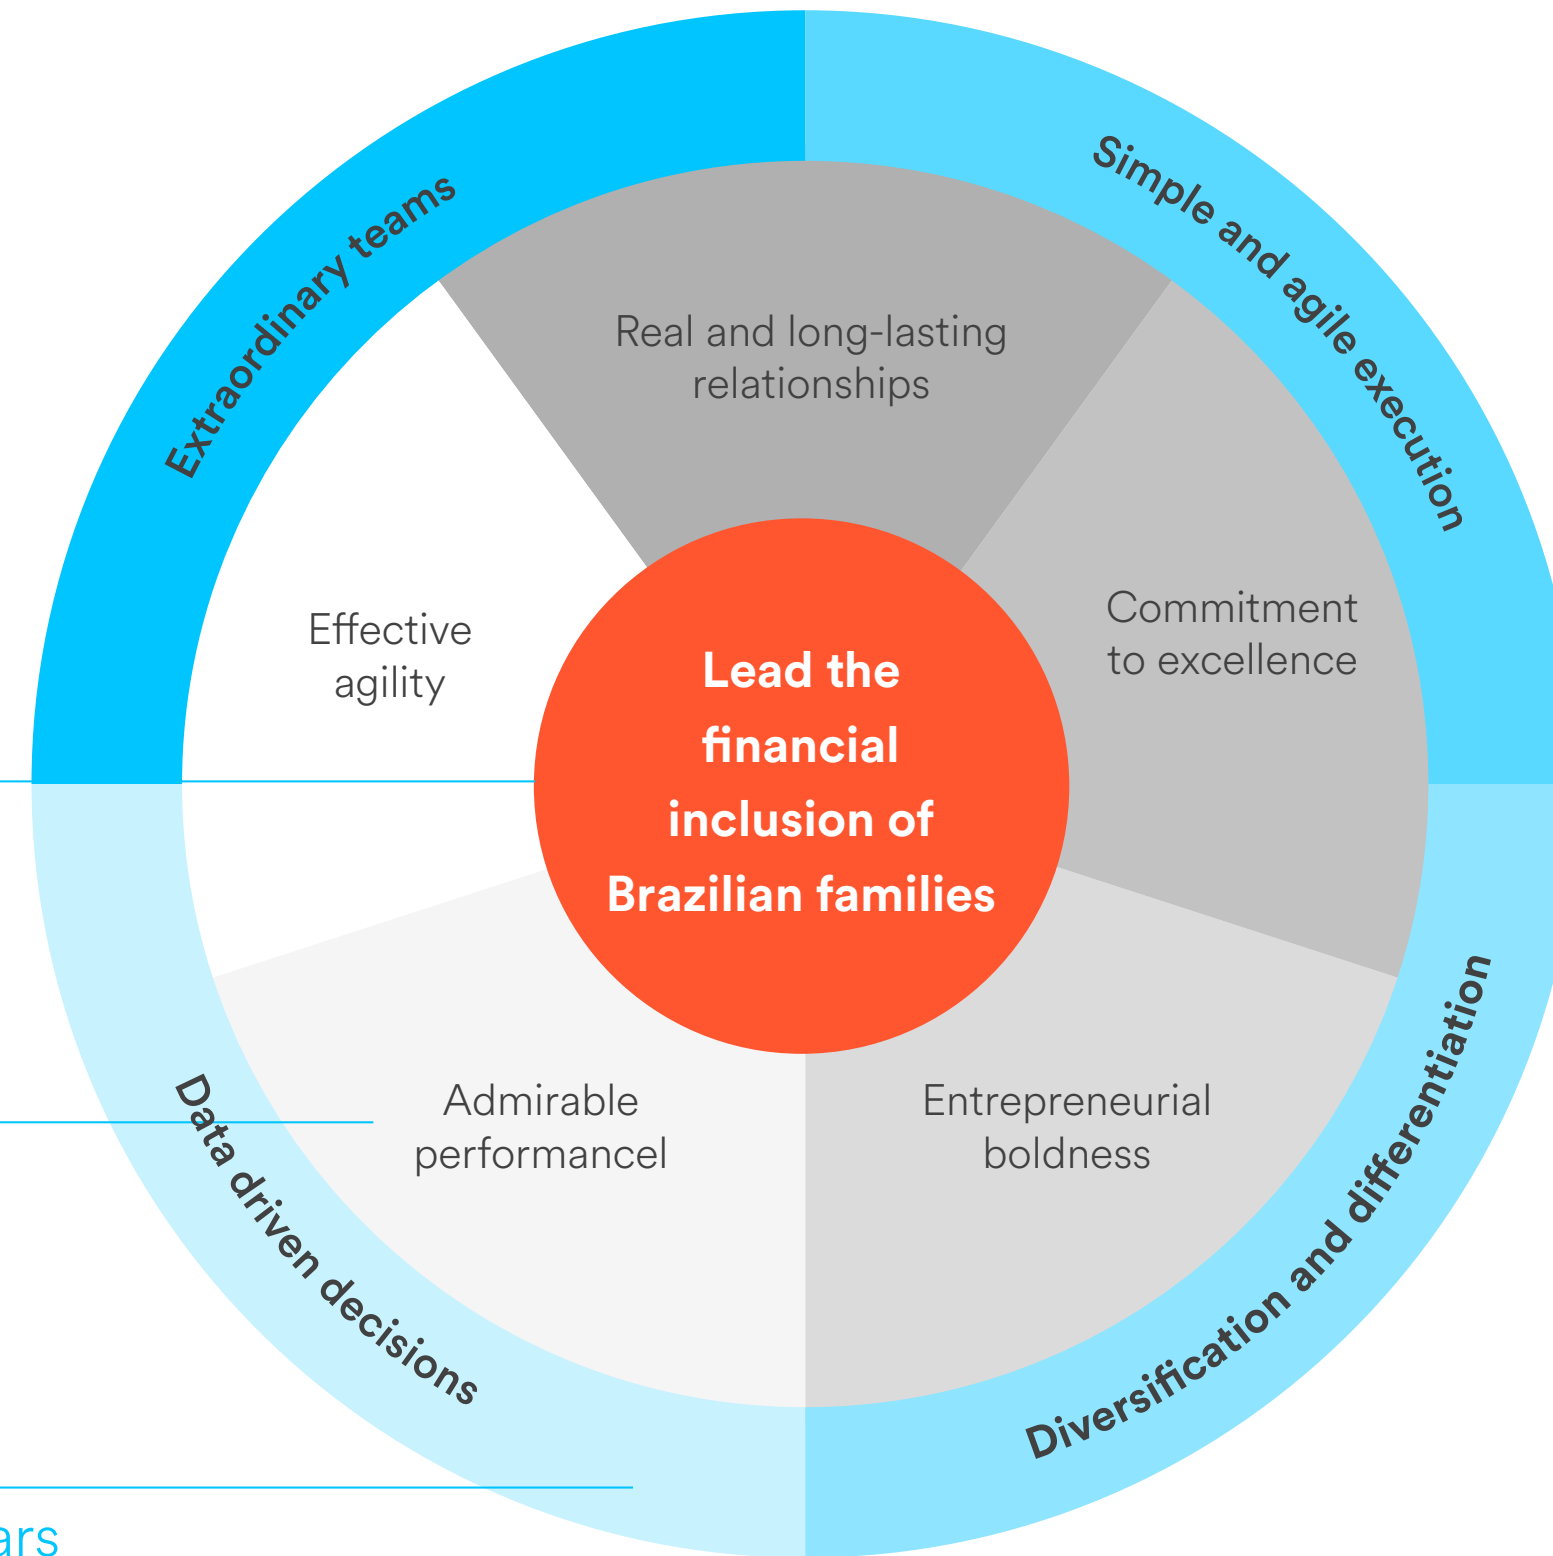 Extraordinary teams
Simple and agile execution
Real and long-lasting
relationships
Effective
agility
Commitment
to excellence
Lead the
financial
inclusion of
Brazilian families
Admirable
performancel
Entrepreneurial
boldness
Data driven decisions
Diversification and differentiation